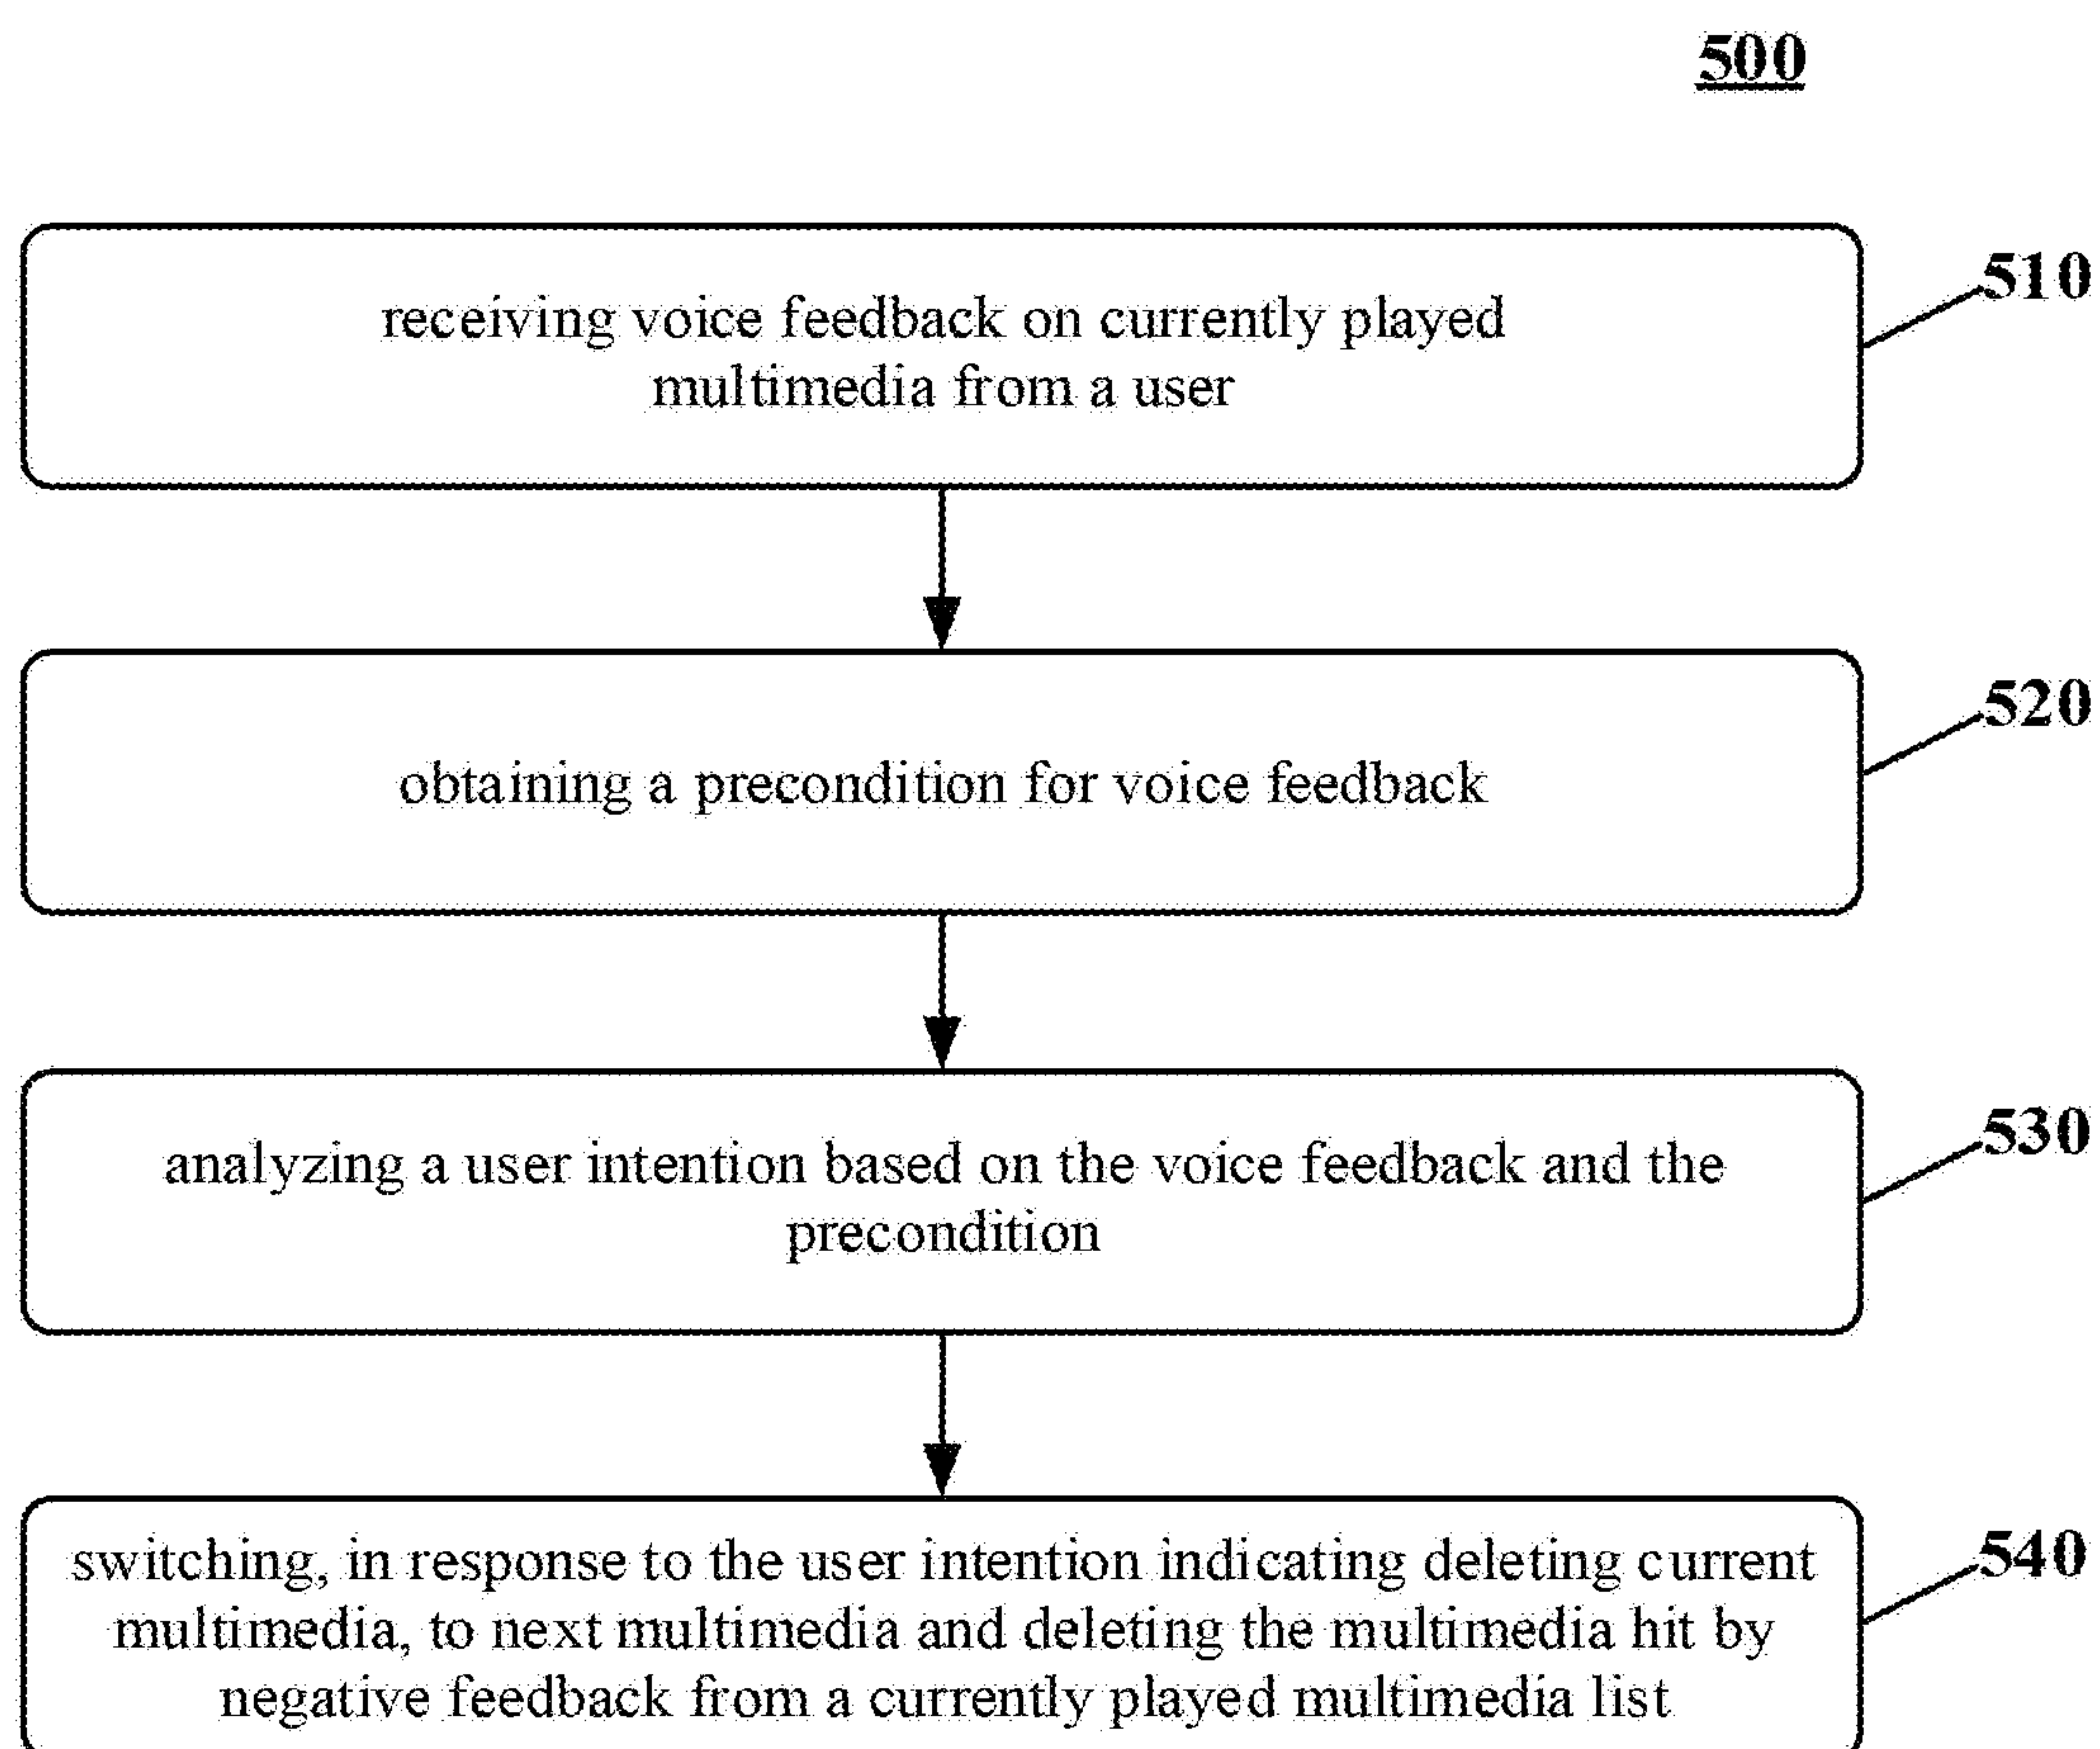 500
receiving voice feedback on currently played
multimedia from a user
510
obtaining a precondition for voice feedback
520
analyzing a user intention based on the voice feedback and the
precondition
530
switching, in response to the user intention indicating deleting current
multimedia, to next multimedia and deleting the multimedia hit by
negative feedback from a currently played multimedia list
540